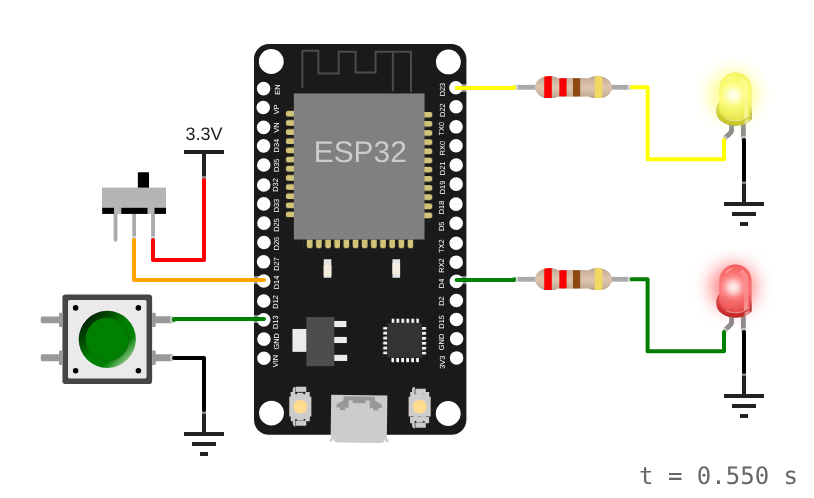 3.3V
ESP32
EN
VP
VN
D34
D35
D32
D33
D25
D26
D27
D14
D12
D13
GND
VIN
D23
D22
TX0
RX0
D21
D19
D18
D5
TX2
RX2
D4
D2
D15
GND
3V3
t = 0.550 s